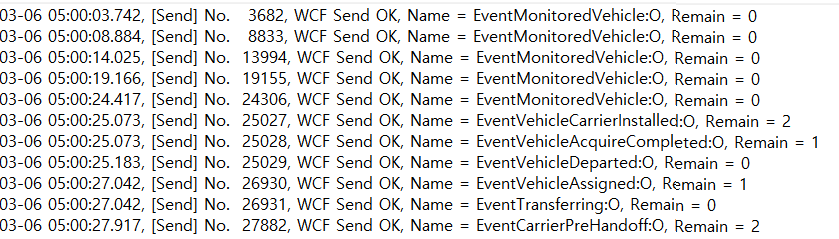 03-06 05:00:03.742, [Send] No.   3682, WCF Send OK, Name = EventMonitoredVehicle:O, Remain = 0
03-06 05:00:08.884, [Send] No.   8833, WCF Send OK, Name = EventMonitoredVehicle:O, Remain = 0
03-06 05:00:14.025, [Send] No.  13994, WCF Send OK, Name = EventMonitoredVehicle:O, Remain = 0
03-06 05:00:19.166, [Send] No.  19155, WCF Send OK, Name = EventMonitoredVehicle:O, Remain = 0
03-06 05:00:24.417, [Send] No.  24306, WCF Send OK, Name = EventMonitoredVehicle:O, Remain = 0
03-06 05:00:25.073, [Send] No.  25027, WCF Send OK, Name = EventVehicleCarrierInstalled:O, Remain = 2
03-06 05:00:25.073, [Send] No.  25028, WCF Send OK, Name = EventVehicleAcquireCompleted:O, Remain = 1
03-06 05:00:25.183, [Send] No.  25029, WCF Send OK, Name = EventVehicleDeparted:O, Remain = 0
03-06 05:00:27.042, [Send] No.  26930, WCF Send OK, Name = EventVehicleAssigned:O, Remain = 1
03-06 05:00:27.042, [Send] No.  26931, WCF Send OK, Name = EventTransferring:O, Remain = 0
03-06 05:00:27.917, [Send] No.  27882, WCF Send OK, Name = EventCarrierPreHandoff:O, Remain = 2